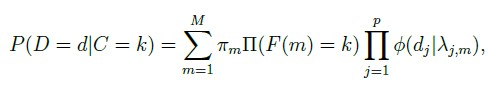 P(D = d|C = k) = \sum_{m=1}^{M} \pi_m \Pi(F(m) = k) \prod_{j=1}^{p} \phi(d_j|\lambda_{j,m}),